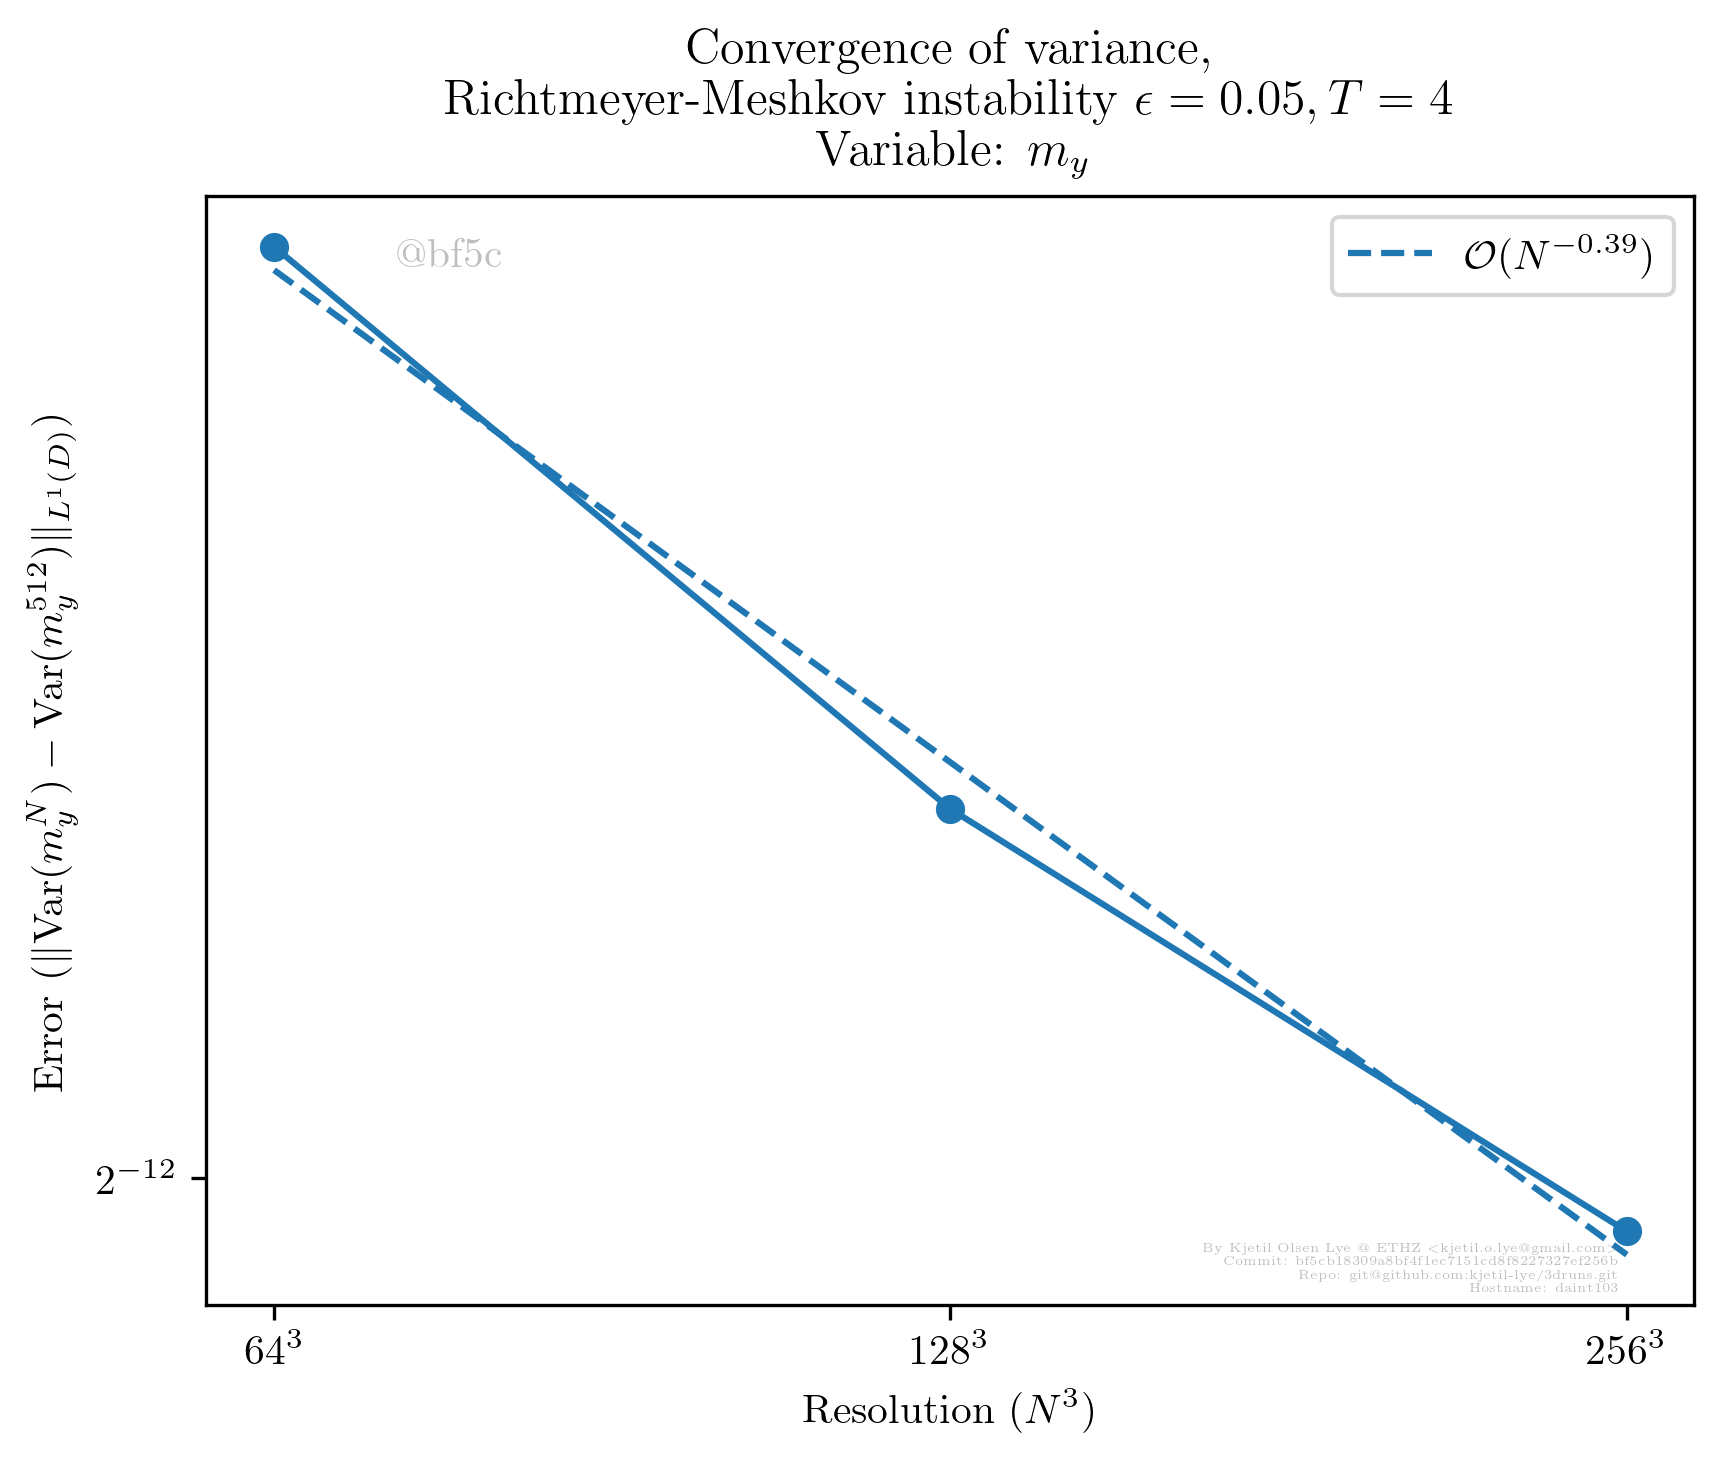 Convergence of variance,
Richtmeyer-Meshkov instability ϵ = 0.05, T = 4
Variable: m_y
@bf5c
𝒪(N^{-0.39})
Error (||Var(m_y^N) − Var(m_y^{512})||_{L^1(D)})
2^{-12}
By Kjetil Olsen Lye @ ETHZ <kjetil.o.lye@gmail.com>
Commit: bf5cb18309a8bf4f1ec7151cd8f8227327ef256b
Repo: git@github.com:kjetil-lye/3druns.git
Hostname: daint103
64^3 128^3 256^3
Resolution (N^3)